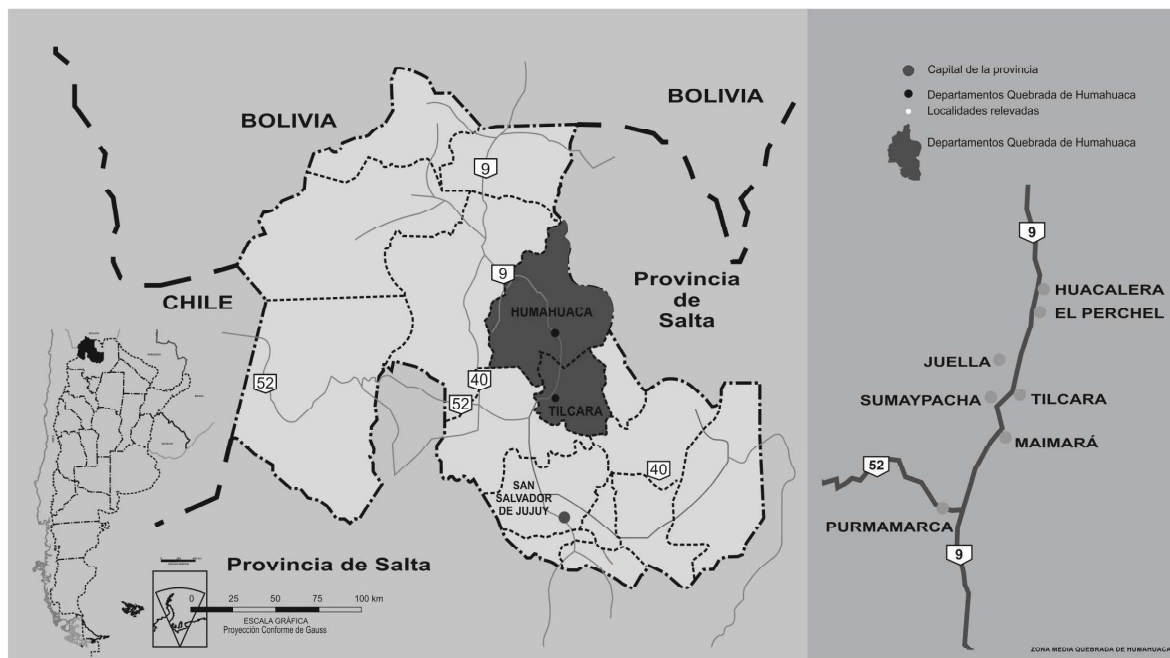 BOLIVIA
BOLIVIA
9
9
CHILE
Provincia
de
Salta
HUMAHUACA
52
40
52
TILCARA
40
SAN
SALVADOR
DE JUJUY
Provincia de Salta
0 25 50 75 100 km
ESCALA GRÁFICA
Proyección Conforme de Gauss
Capital de la provincia
Departamentos Quebrada de Humahuaca
Localidades relevadas
Departamentos Quebrada de Humahuaca
9
HUACALERA
EL PERCHEL
JUELLA
SUMAYPACHA
TILCARA
MAIMARÁ
52
PURMAMARCA
9
ZONA MEDIA QUEBRADA DE HUMAHUACA